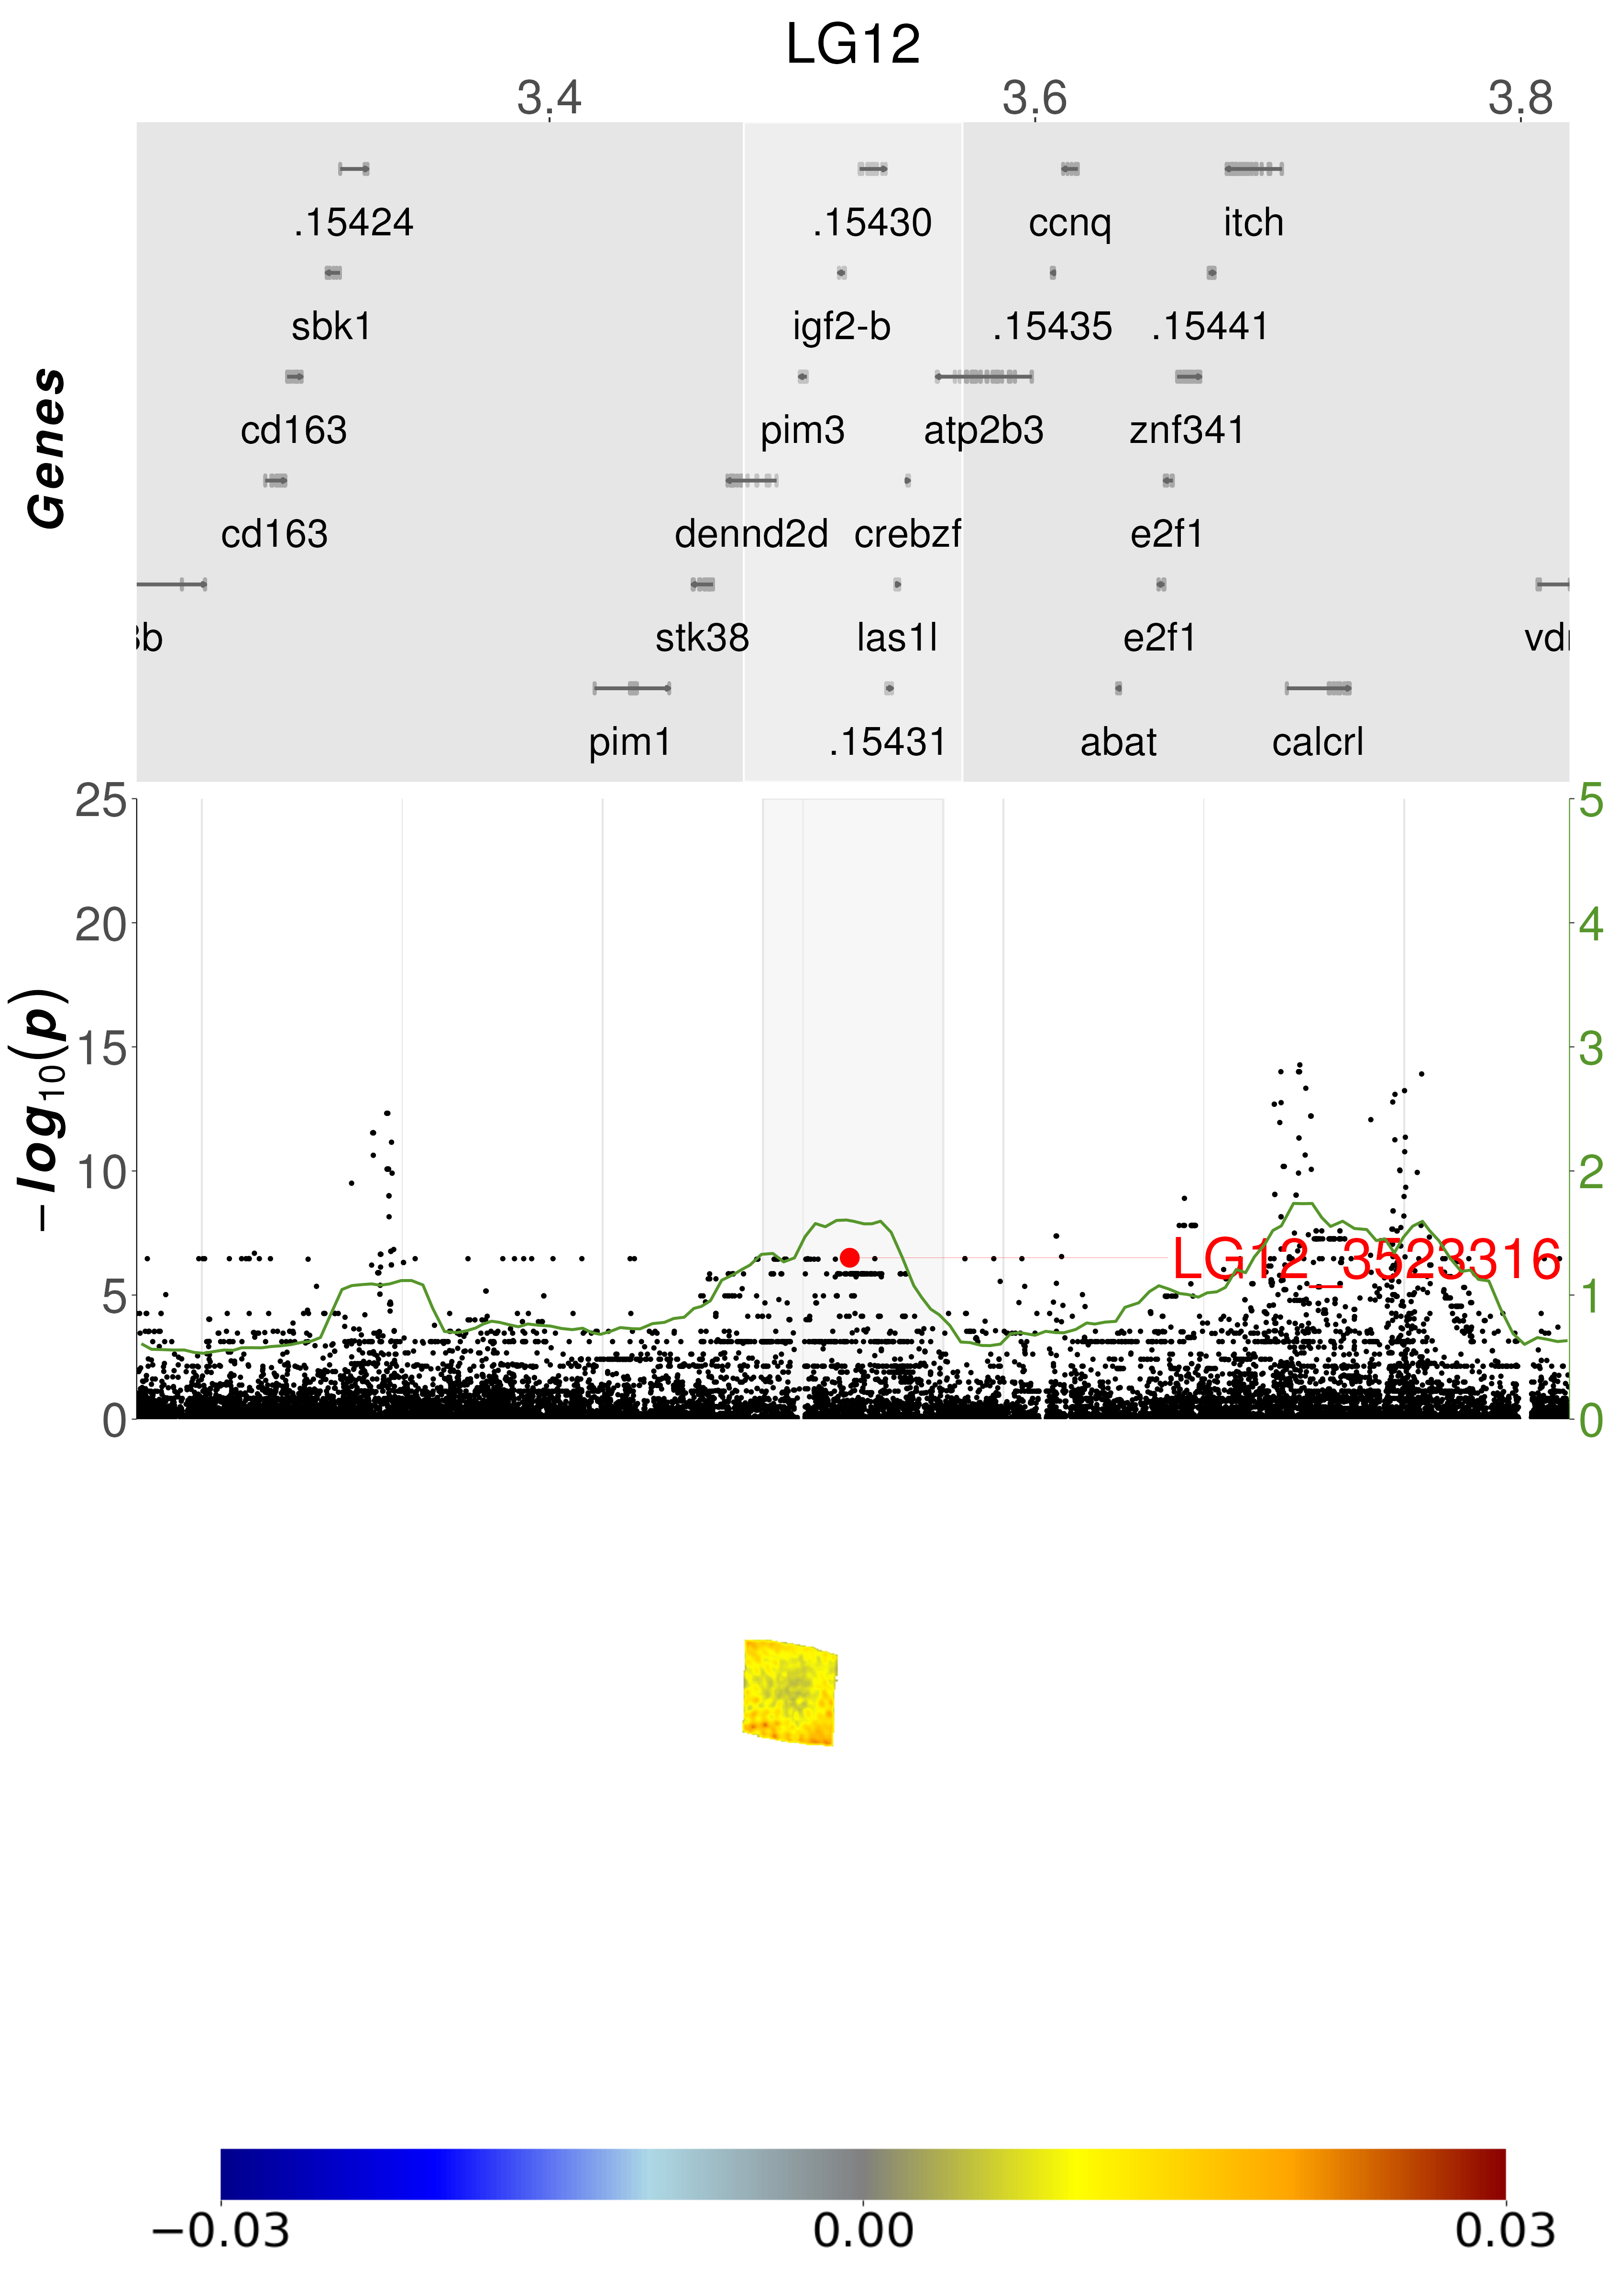 LG12
3.4 3.6 3.8
.15424 .15430 ccnq itch
sbk1 igf2-b .15435 .15441
cd163 pim3 atp2b3 znf341
cd163 dennd2d crebzf e2f1
stk38 las1l e2f1
pim1 .15431 abat calcrl
Genes
25 5
20 4
15 3
10 2
5 1
0 0
−log10(p)
LG12_3523316
−0.03 0.00 0.03